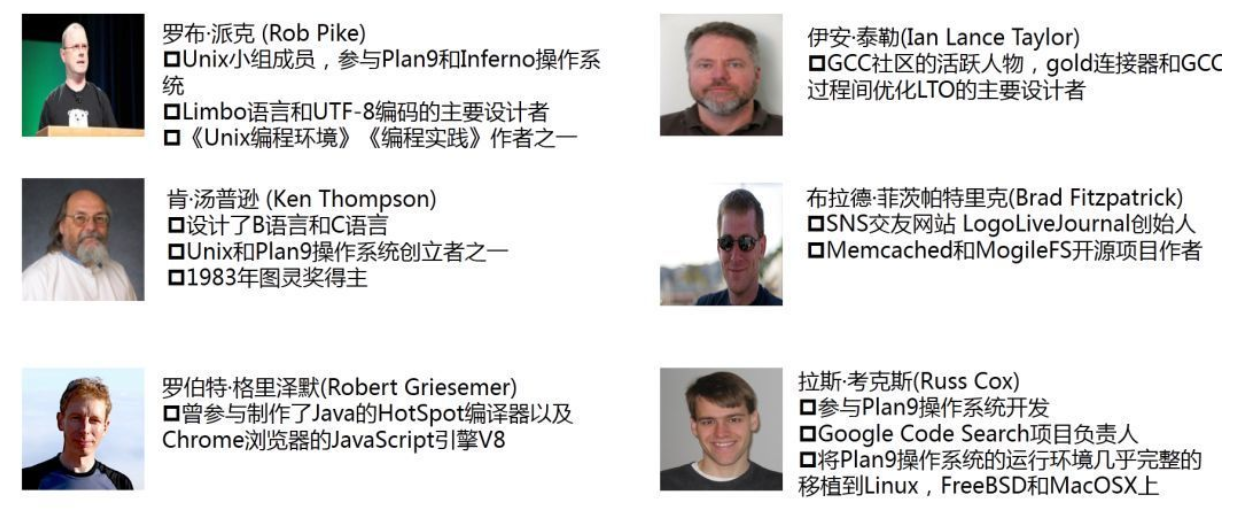 罗布·派克 (Rob Pike)
Unix小组成员，参与Plan9和Inferno操作系
统
Limbo语言和UTF-8编码的主要设计者
《Unix编程环境》《编程实践》作者之一
肯·汤普逊 (Ken Thompson)
设计了B语言和C语言
Unix和Plan9操作系统创立者之一
1983年图灵奖得主
罗伯特·格里泽默(Robert Griesemer)
曾参与制作了Java的HotSpot编译器以及
Chrome浏览器的JavaScript引擎V8
伊安·泰勒(Ian Lance Taylor)
GCC社区的活跃人物，gold连接器和GCC
过程间优化LTO的主要设计者
布拉德·菲茨帕特里克(Brad Fitzpatrick)
SNS交友网站 LogoLiveJournal创始人
Memcached和MogileFS开源项目作者
拉斯·考克斯(Russ Cox)
参与Plan9操作系统开发
Google Code Search项目负责人
将Plan9操作系统的运行环境几乎完整的
移植到Linux，FreeBSD和MacOSX上